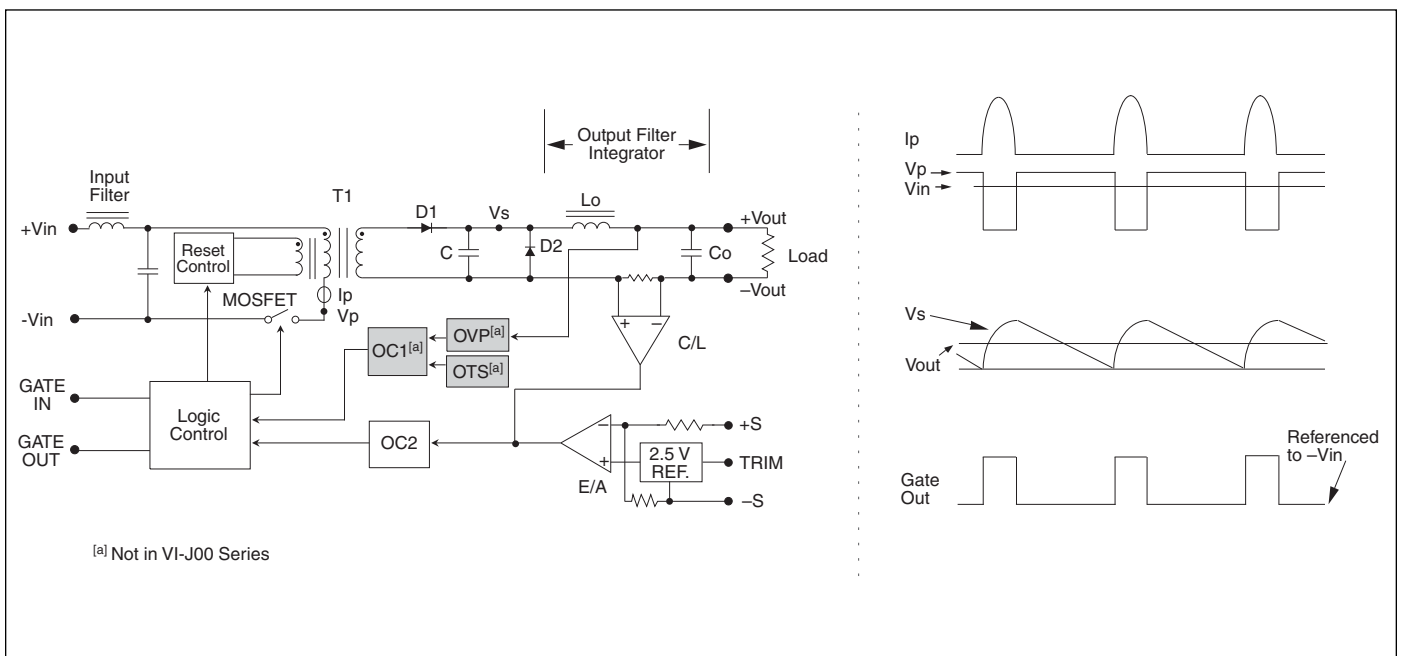 Output Filter
Integrator
Input
Filter
T1
D1
Vs
Lo
+Vin
+Vout
Reset
Control
C
D2
Co
Load
MOSFET
Ip
Vp
–Vout
-Vin
OC1[a]
OVP[a]
OTS[a]
+
–
C/L
GATE
IN
Logic
Control
GATE
OUT
OC2
–
+
E/A
2.5 V
REF.
+S
TRIM
–S
[a] Not in VI-J00 Series
Ip
Vp
Vin
Vs
Vout
Gate
Out
Referenced
to –Vin